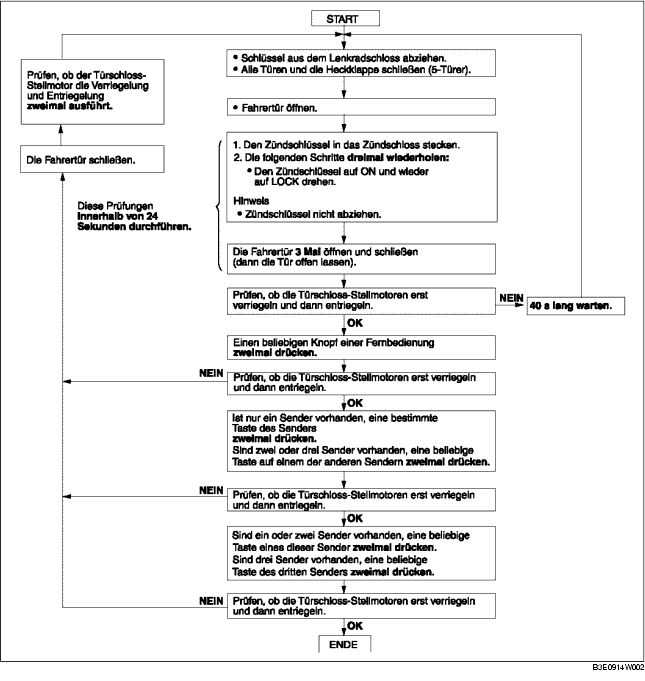 START
• Schlüssel aus dem Lenkradschloss abziehen.
• Alle Türen und die Heckklappe schließen (5-Türer).
• Fahrertür öffnen.
1. Den Zündschlüssel in das Zündschloss stecken.
2. Die folgenden Schritte dreimal wiederholen:
• Den Zündschlüssel auf ON und wieder
auf LOCK drehen.
Hinweis
• Zündschlüssel nicht abziehen.
Diese Prüfungen
innerhalb von 24
Sekunden durchführen.
Die Fahrertür 3 Mal öffnen und schließen
(dann die Tür offen lassen).
Prüfen, ob die Türschloss-Stellmotoren erst
verriegeln und dann entriegeln.
NEIN
40 s lang warten.
OK
Einen beliebigen Knopf einer Fernbedienung
zweimal drücken.
Prüfen, ob die Türschloss-Stellmotoren erst verriegeln
und dann entriegeln.
NEIN
OK
Ist nur ein Sender vorhanden, eine bestimmte
Taste des Senders
zweimal drücken.
Sind zwei oder drei Sender vorhanden, eine beliebige
Taste auf einem der anderen Sendern zweimal drücken.
Prüfen, ob die Türschloss-Stellmotoren erst verriegeln
und dann entriegeln.
NEIN
OK
Sind ein oder zwei Sender vorhanden, eine beliebige
Taste eines dieser Sender zweimal drücken.
Sind drei Sender vorhanden, eine beliebige
Taste des dritten Senders zweimal drücken.
Prüfen, ob die Türschloss-Stellmotoren erst verriegeln
und dann entriegeln.
NEIN
OK
ENDE
Die Fahrertür schließen.
Prüfen, ob der Türschloss-
Stellmotor die Verriegelung
und Entriegelung
zweimal ausführt.
B3E0914W002